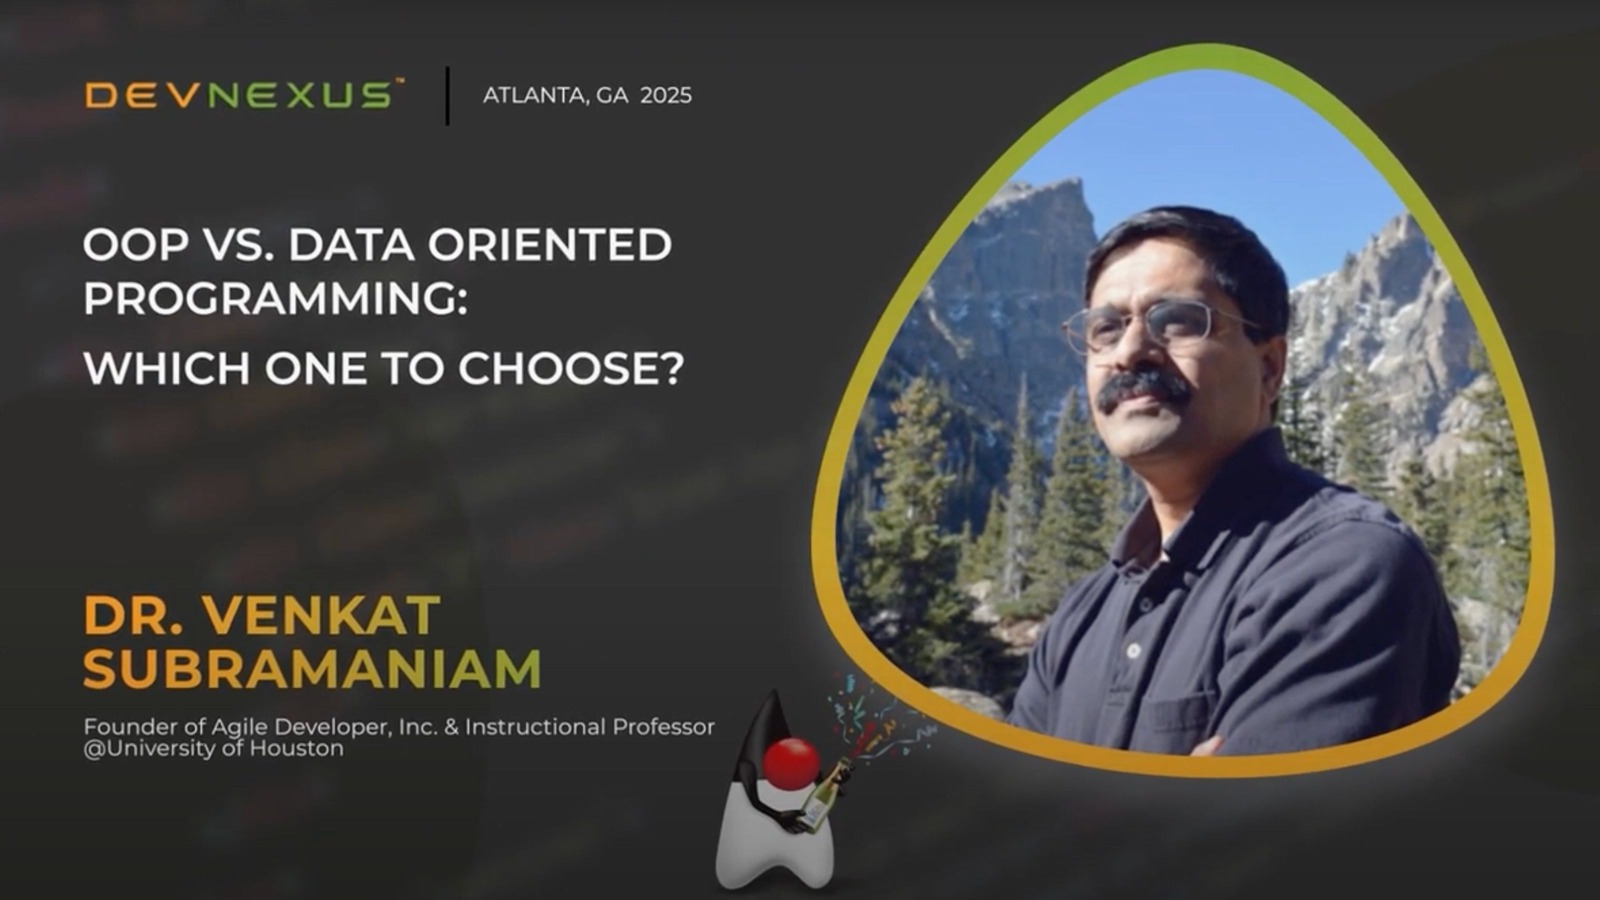 DEVNEXUS™
ATLANTA, GA 2025
OOP VS. DATA ORIENTED
PROGRAMMING:
WHICH ONE TO CHOOSE?
DR. VENKAT
SUBRAMANIAM
Founder of Agile Developer, Inc. & Instructional Professor
@University of Houston